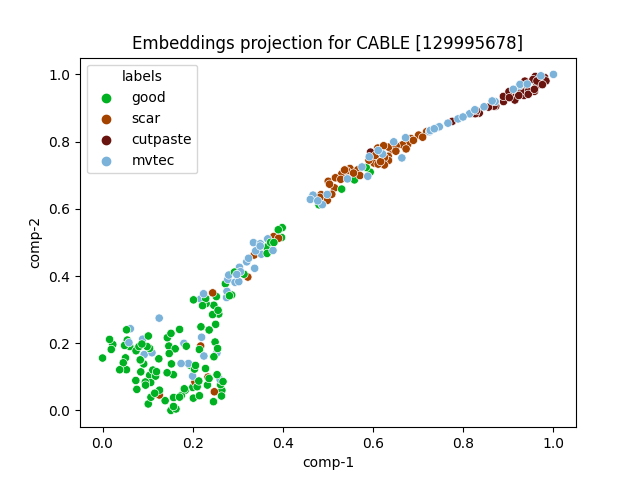 Embeddings projection for CABLE [129995678]
labels
good
scar
cutpaste
mvtec
comp-2
1.0
0.8
0.6
0.4
0.2
0.0
0.0 0.2 0.4 0.6 0.8 1.0
comp-1